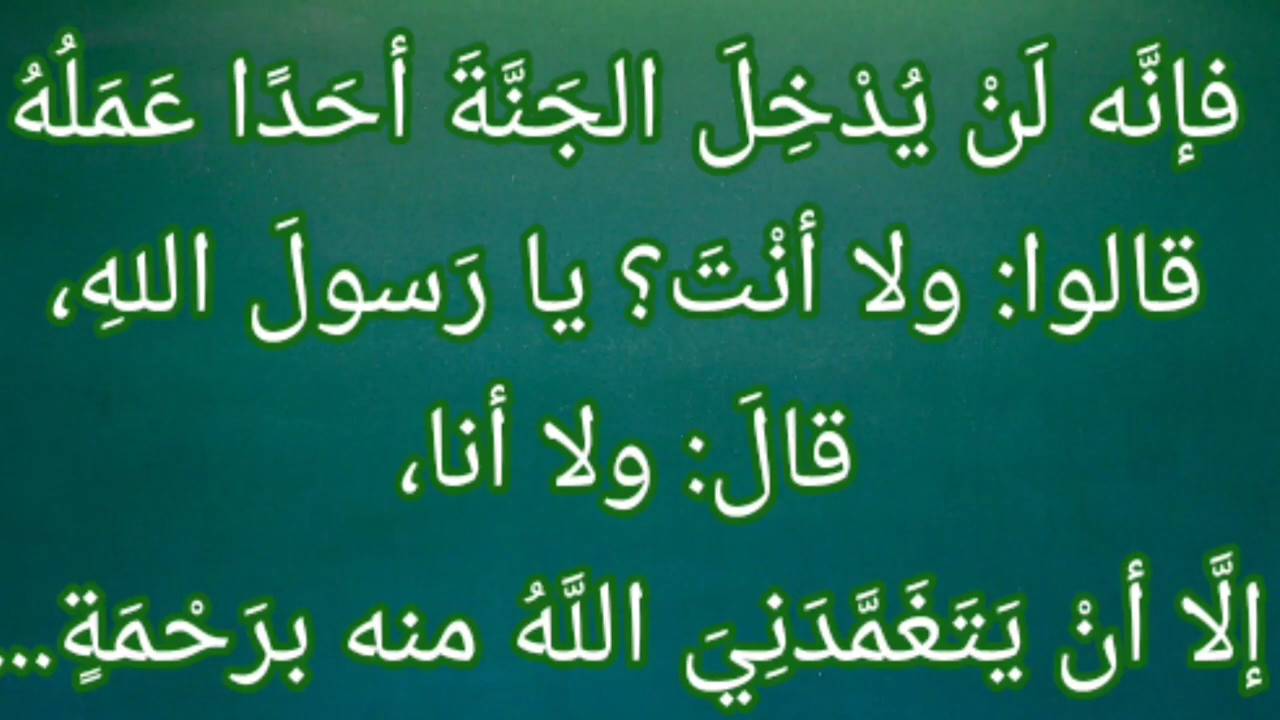 فإنَّه لَنْ يُدْخِلَ الجَنَّةَ أحَدًا عَمَلُهُ
قالوا: ولا أنْتَ؟ يا رَسولَ اللهِ،
قالَ: ولا أنا،
إلَّا أنْ يَتَغَمَّدَنِيَ اللَّهُ منه برَحْمَةٍ...